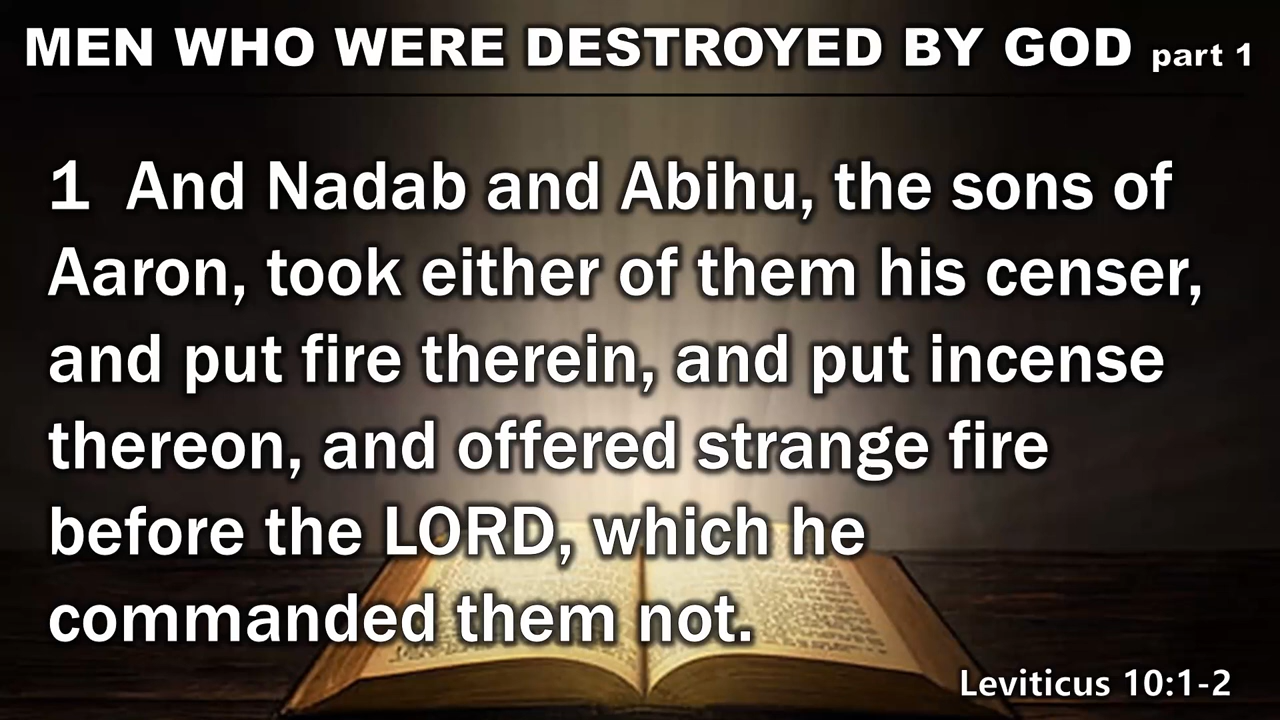 MEN WHO WERE DESTROYED BY GOD part 1
1 And Nadab and Abihu, the sons of
Aaron, took either of them his censer,
and put fire therein, and put incense
thereon, and offered strange fire
before the LORD, which he
commanded them not.
Leviticus 10:1-2